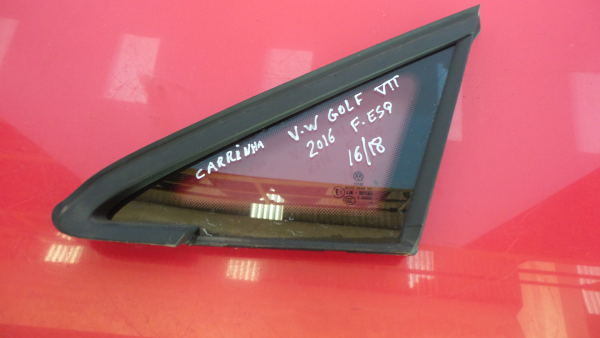 CARRiNHA V.W GOLF VII
2016 F.ES9
16/18